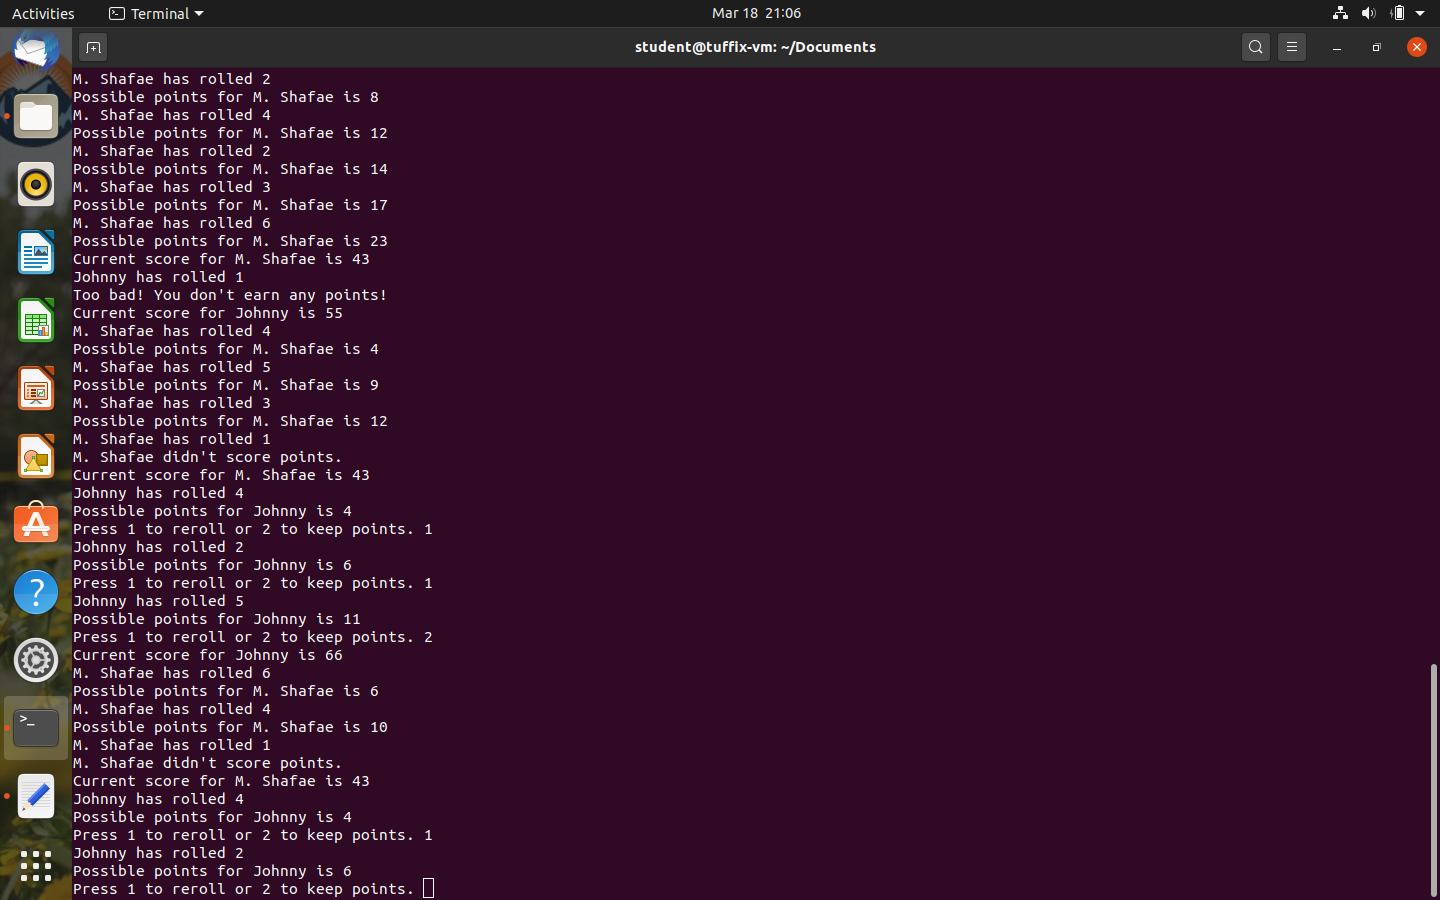 Activities
Terminal
Mar 18 21:06
student@tuffix-vm: ~/Documents
M. Shafae has rolled 2
Possible points for M. Shafae is 8
M. Shafae has rolled 4
Possible points for M. Shafae is 12
M. Shafae has rolled 2
Possible points for M. Shafae is 14
M. Shafae has rolled 3
Possible points for M. Shafae is 17
M. Shafae has rolled 6
Possible points for M. Shafae is 23
Current score for M. Shafae is 43
Johnny has rolled 1
Too bad! You don't earn any points!
Current score for Johnny is 55
M. Shafae has rolled 4
Possible points for M. Shafae is 4
M. Shafae has rolled 5
Possible points for M. Shafae is 9
M. Shafae has rolled 3
Possible points for M. Shafae is 12
M. Shafae has rolled 1
M. Shafae didn't score points.
Current score for M. Shafae is 43
Johnny has rolled 4
Possible points for Johnny is 4
Press 1 to reroll or 2 to keep points. 1
Johnny has rolled 2
Possible points for Johnny is 6
Press 1 to reroll or 2 to keep points. 1
Johnny has rolled 5
Possible points for Johnny is 11
Press 1 to reroll or 2 to keep points. 2
Current score for Johnny is 66
M. Shafae has rolled 6
Possible points for M. Shafae is 6
M. Shafae has rolled 4
Possible points for M. Shafae is 10
M. Shafae has rolled 1
M. Shafae didn't score points.
Current score for M. Shafae is 43
Johnny has rolled 4
Possible points for Johnny is 4
Press 1 to reroll or 2 to keep points. 1
Johnny has rolled 2
Possible points for Johnny is 6
Press 1 to reroll or 2 to keep points.